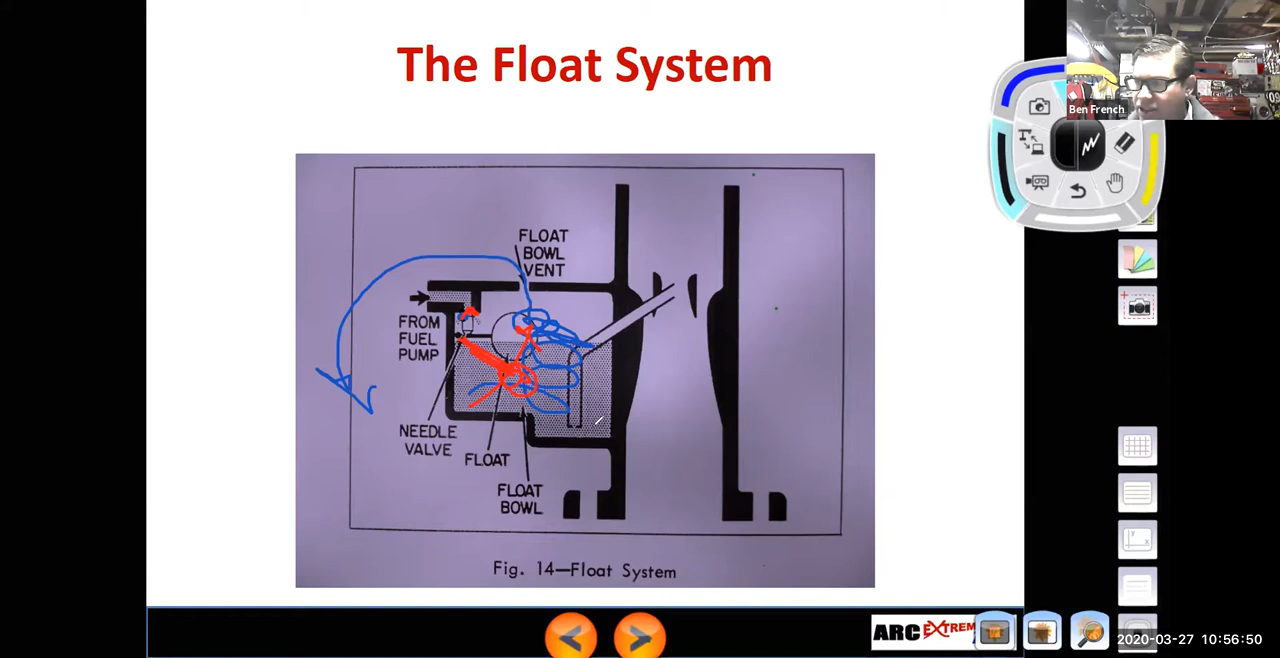 The Float System
Ben French
FLOAT
BOWL
VENT
FROM
FUEL
PUMP
NEEDLE
VALVE
FLOAT
FLOAT
BOWL
Fig. 14—Float System
ARC EXTREM
2020-03-27 10:56:50